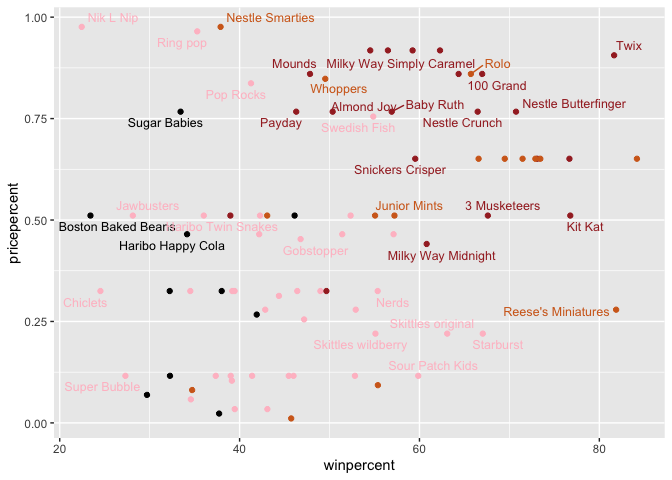 1.00
Nik L Nip
Nestle Smarties
Ring pop
Twix
Mounds
Milky Way Simply Caramel
Rolo
Whoppers
100 Grand
Pop Rocks
Almond Joy
Baby Ruth
Nestle Butterfinger
0.75
Sugar Babies
Payday
Swedish Fish
Nestle Crunch
Snickers Crisper
Jawbusters
Junior Mints
3 Musketeers
0.50
Boston Baked Beans
Haribo Twin Snakes
Kit Kat
Haribo Happy Cola
Gobstopper
Milky Way Midnight
Chiclets
Nerds
Reese's Miniatures
0.25
Skittles original
Skittles wildberry
Starburst
Super Bubble
Sour Patch Kids
0.00
20
40
60
80
winpercent
pricepercent